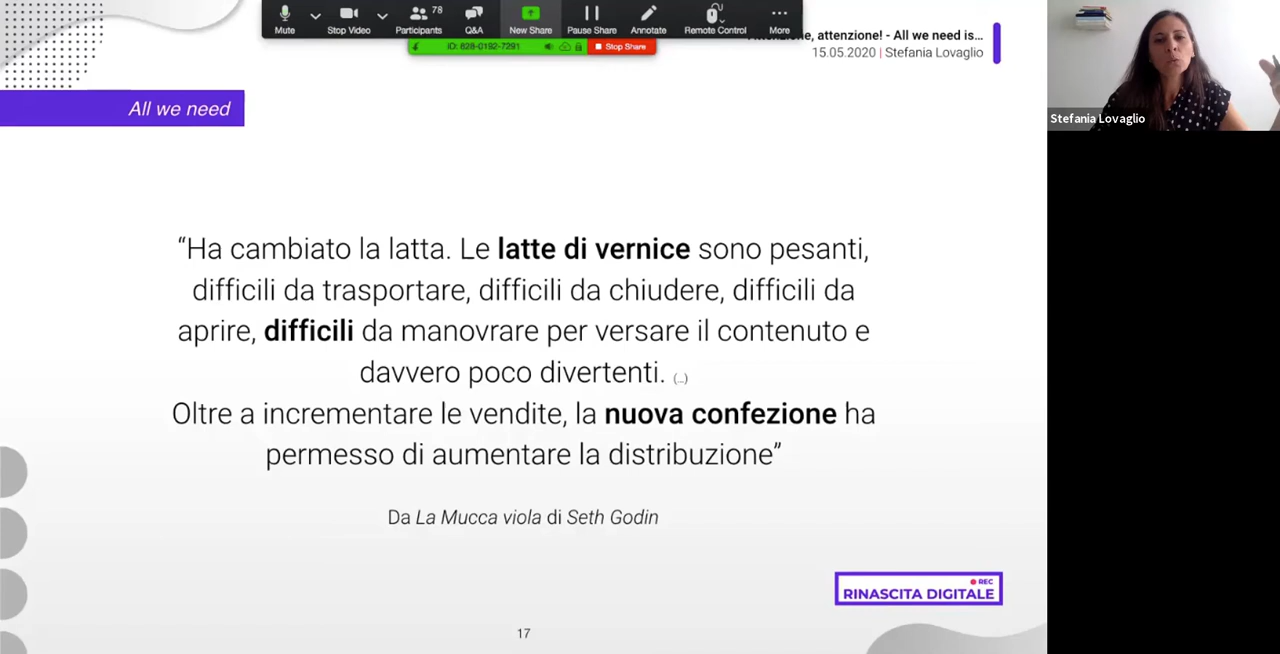 78
Mute
Stop Video
Participants
Q&A
New Share
Pause Share
Annotate
Remote Control
More
ID: 628-0192-7291
Stop Share
attenzione! - All we need is...
15.05.2020 | Stefania Lovaglio
Stefania Lovaglio
All we need
“Ha cambiato la latta. Le latte di vernice sono pesanti,
difficili da trasportare, difficili da chiudere, difficili da
aprire, difficili da manovrare per versare il contenuto e
davvero poco divertenti. (...)
Oltre a incrementare le vendite, la nuova confezione ha
permesso di aumentare la distribuzione”
Da La Mucca viola di Seth Godin
REC
RINASCITA DIGITALE
17